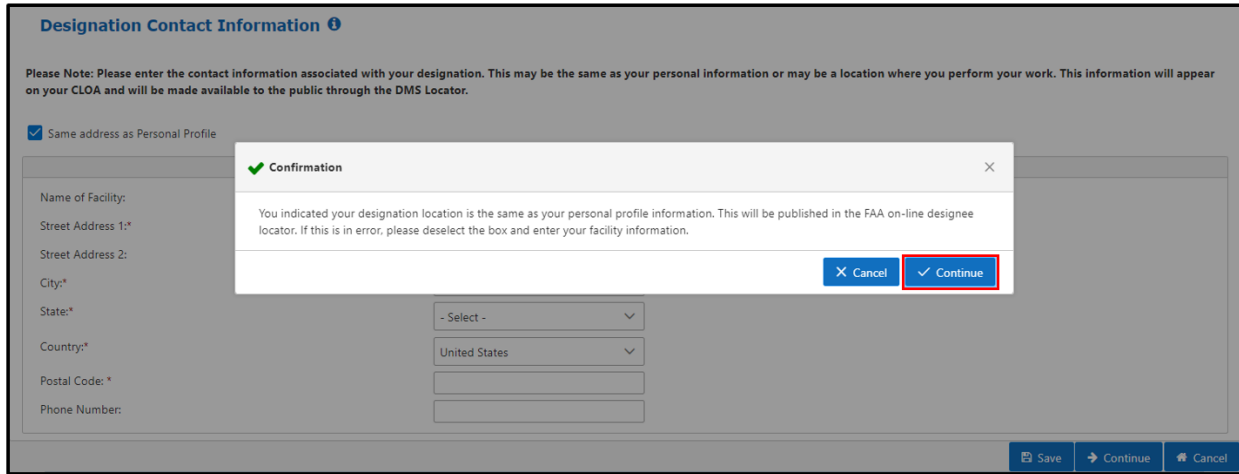 Designation Contact Information
Please Note: Please enter the contact information associated with your designation. This may be the same as your personal information or may be a location where you perform your work. This information will appear
on your CLOA and will be made available to the public through the DMS Locator.
Same address as Personal Profile
Confirmation
You indicated your designation location is the same as your personal profile information. This will be published in the FAA on-line designee
locator. If this is in error, please deselect the box and enter your facility information.
Cancel Continue
Name of Facility:
Street Address 1:*
Street Address 2:
City:*
State:* - Select -
Country:* United States
Postal Code: *
Phone Number:
Save Continue Cancel